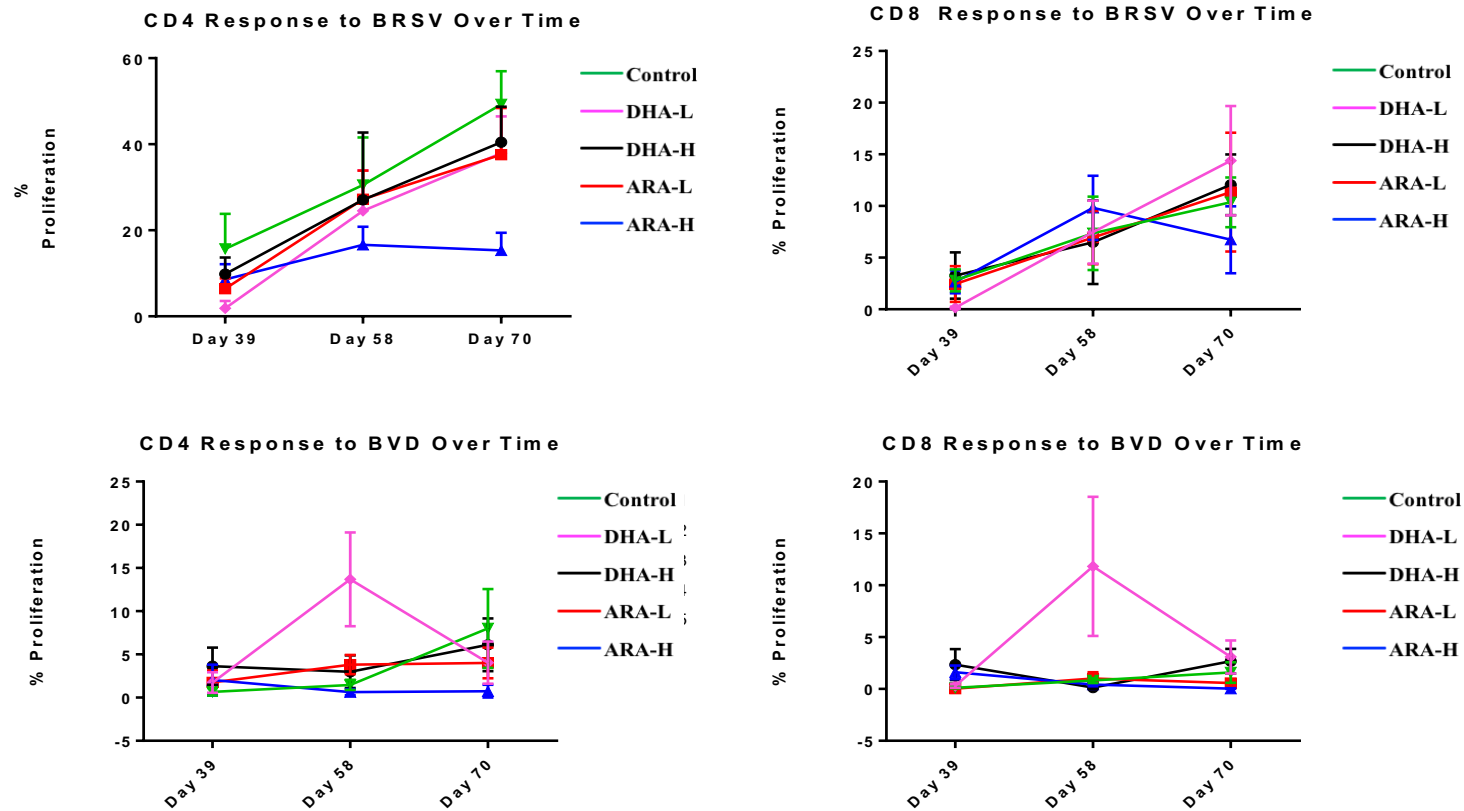 CD4 Response to BRSV Over Time
60
40
20
0
%
Proliferation
Day 39
Day 58
Day 70
Control
DHA-L
DHA-H
ARA-L
ARA-H
CD8 Response to BRSV Over Time
25
20
15
10
5
0
% Proliferation
Day 39
Day 58
Day 70
Control
DHA-L
DHA-H
ARA-L
ARA-H
CD4 Response to BVD Over Time
25
20
15
10
5
0
-5
% Proliferation
Day 39
Day 58
Day 70
Control
DHA-L
DHA-H
ARA-L
ARA-H
CD8 Response to BVD Over Time
20
15
10
5
0
-5
% Proliferation
Day 39
Day 58
Day 70
Control
DHA-L
DHA-H
ARA-L
ARA-H